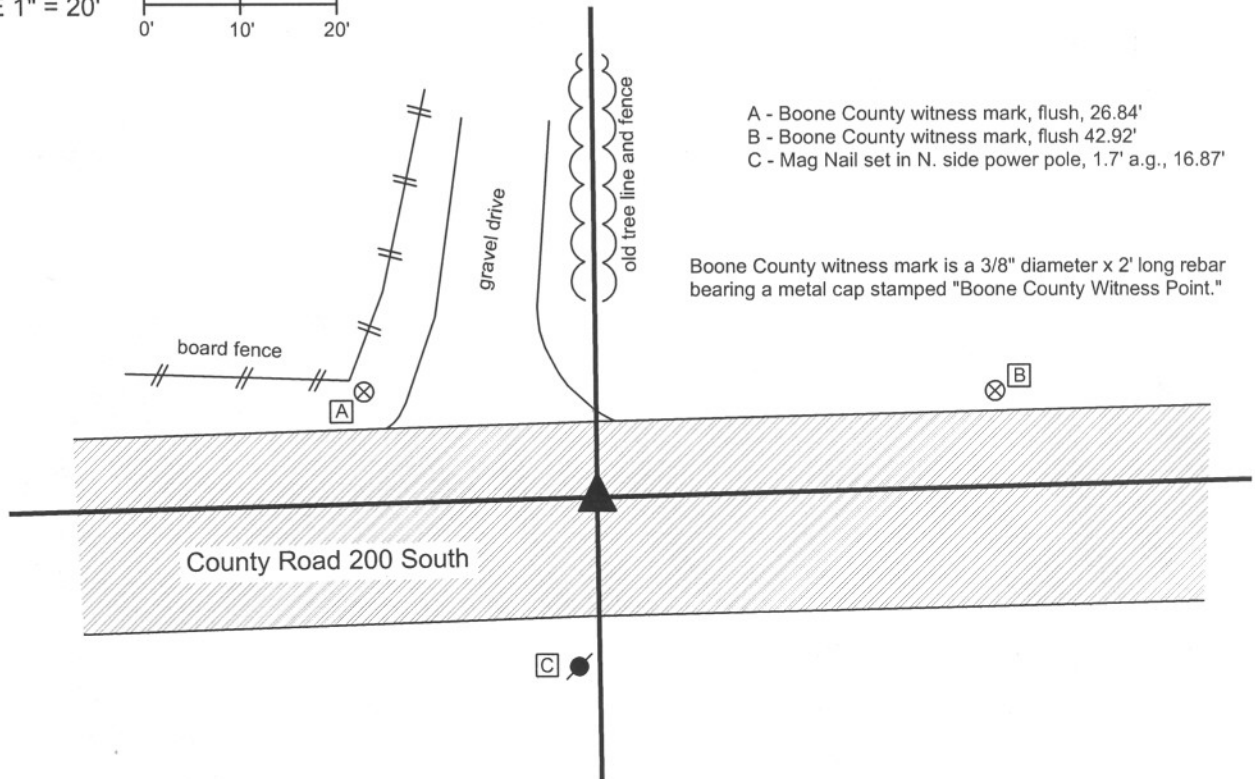 1" = 20'
0' 10' 20'
old tree line and fence
A - Boone County witness mark, flush, 26.84'
B - Boone County witness mark, flush 42.92'
C - Mag Nail set in N. side power pole, 1.7' a.g., 16.87'
gravel drive
Boone County witness mark is a 3/8" diameter x 2' long rebar
bearing a metal cap stamped "Boone County Witness Point."
board fence
A
B
County Road 200 South
C